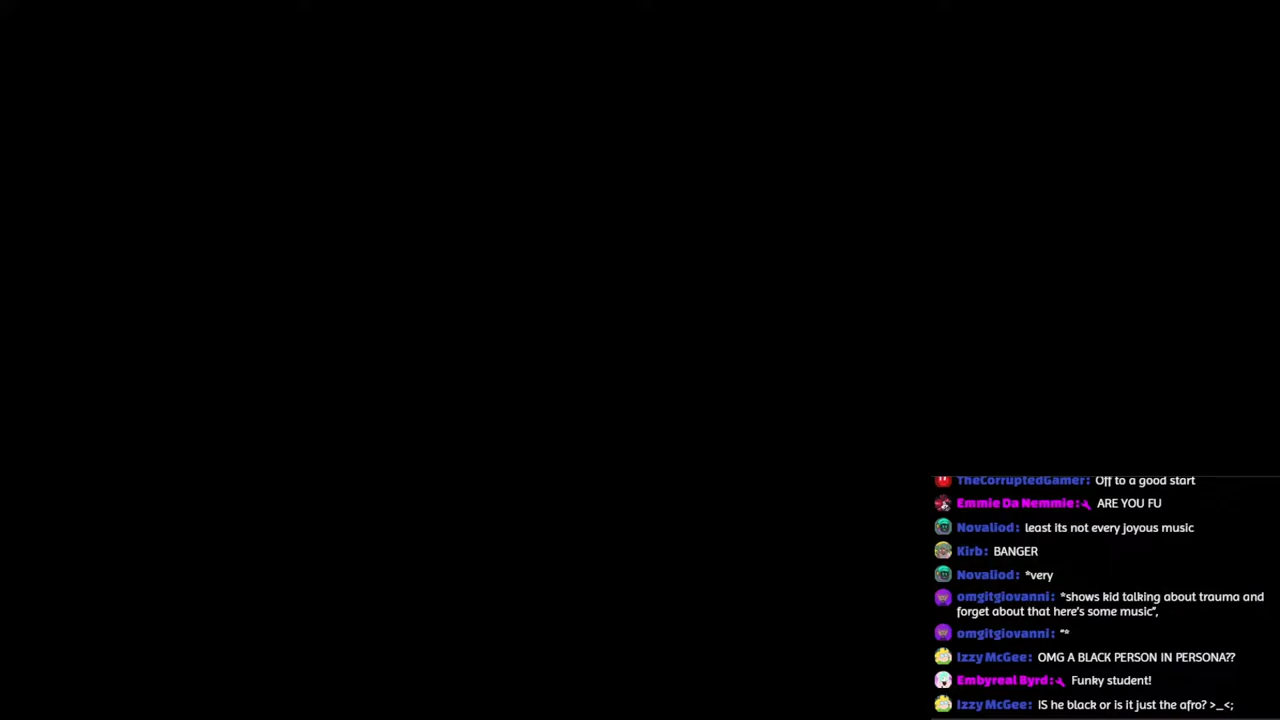 TheCorruptedGamer: Off to a good start
Emmie Da Nemmie: ARE YOU FU
Novaliod: least its not every joyous music
Kirb: BANGER
Novaliod: *very
omgitgiovanni: *shows kid talking about trauma and
forget about that here's some music",
omgitgiovanni: "*
Izzy McGee: OMG A BLACK PERSON IN PERSONA??
Embyreal Byrd: Funky student!
Izzy McGee: IS he black or is it just the afro? >_<;